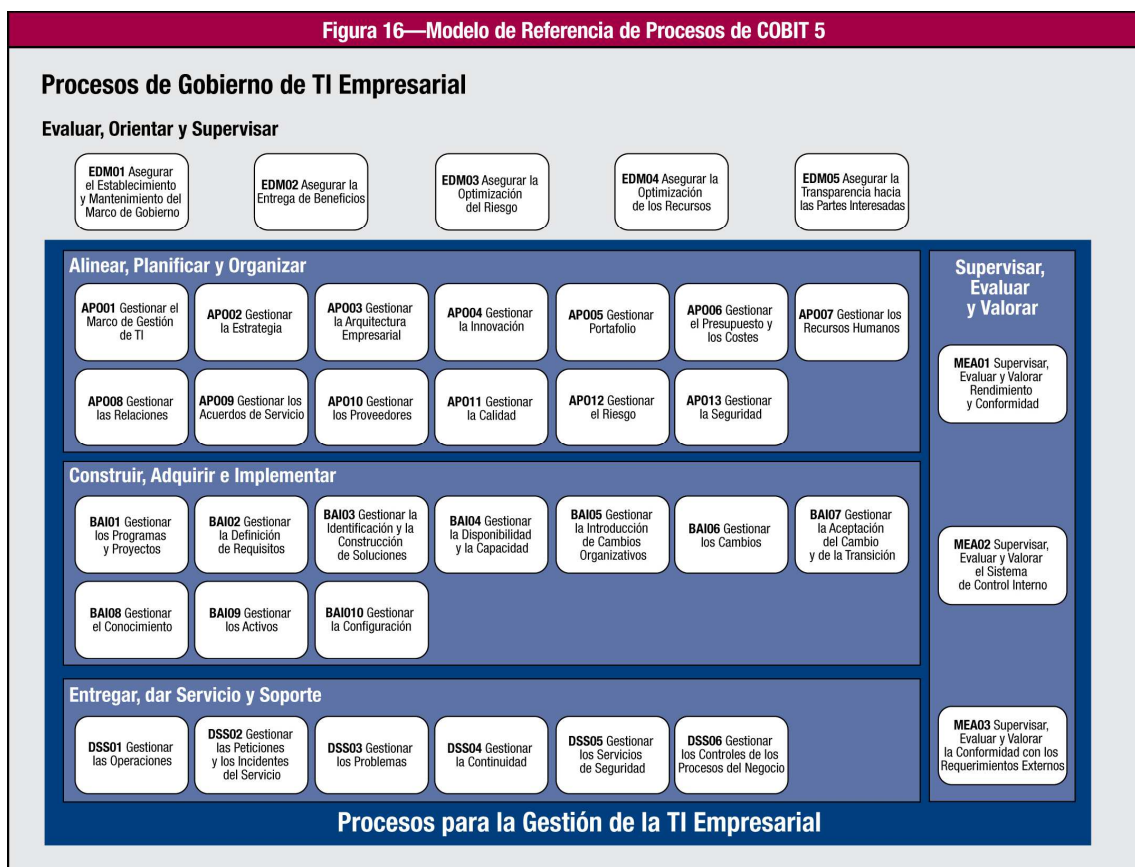 Figura 16—Modelo de Referencia de Procesos de COBIT 5
Procesos de Gobierno de TI Empresarial
Evaluar, Orientar y Supervisar
EDM01 Asegurar
el Establecimiento
y Mantenimiento del
Marco de Gobierno
EDM02 Asegurar la
Entrega de Beneficios
EDM03 Asegurar la
Optimización
del Riesgo
EDM04 Asegurar la
Optimización
de los Recursos
EDM05 Asegurar la
Transparencia hacia
las Partes Interesadas
Alinear, Planificar y Organizar
APO01 Gestionar el
Marco de Gestión
de TI
APO02 Gestionar
la Estrategia
APO03 Gestionar
la Arquitectura
Empresarial
APO04 Gestionar
la Innovación
APO05 Gestionar
Portafolio
APO06 Gestionar
el Presupuesto y
los Costes
APO07 Gestionar los
Recursos Humanos
APO08 Gestionar
las Relaciones
APO09 Gestionar los
Acuerdos de Servicio
APO10 Gestionar
los Proveedores
APO11 Gestionar
la Calidad
APO12 Gestionar
el Riesgo
APO13 Gestionar
la Seguridad
Construir, Adquirir e Implementar
BAI01 Gestionar
los Programas
y Proyectos
BAI02 Gestionar
la Definición
de Requisitos
BAI03 Gestionar la
Identificación y la
Construcción
de Soluciones
BAI04 Gestionar
la Disponibilidad
y la Capacidad
BAI05 Gestionar
la Introducción
de Cambios
Organizativos
BAI06 Gestionar
los Cambios
BAI07 Gestionar
la Aceptación
del Cambio
y de la Transición
BAI08 Gestionar
el Conocimiento
BAI09 Gestionar
los Activos
BAI010 Gestionar
la Configuración
Entregar, dar Servicio y Soporte
DSS01 Gestionar
las Operaciones
DSS02 Gestionar
las Peticiones
y los Incidentes
del Servicio
DSS03 Gestionar
los Problemas
DSS04 Gestionar
la Continuidad
DSS05 Gestionar
los Servicios
de Seguridad
DSS06 Gestionar
los Controles de los
Procesos del Negocio
Supervisar,
Evaluar
y Valorar
MEA01 Supervisar,
Evaluar y Valorar
Rendimiento
y Conformidad
MEA02 Supervisar,
Evaluar y Valorar
el Sistema
de Control Interno
MEA03 Supervisar,
Evaluar y Valorar
la Conformidad con los
Requerimientos Externos
Procesos para la Gestión de la TI Empresarial